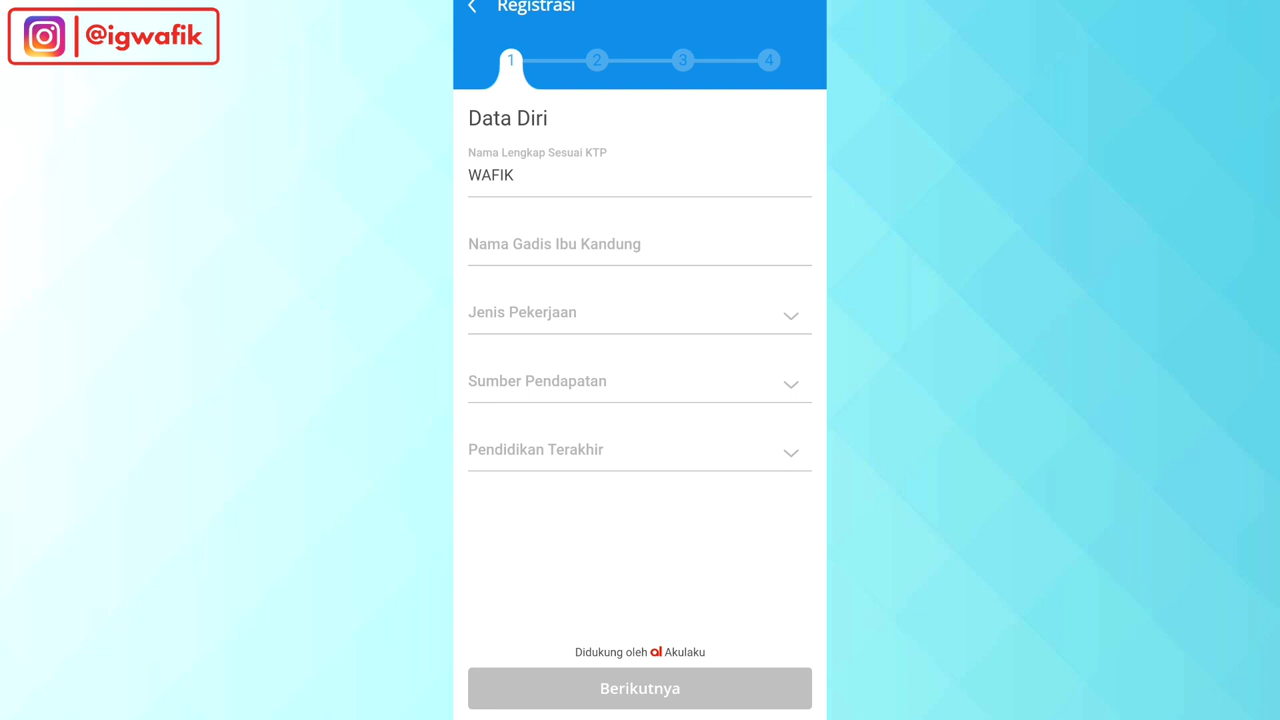 @igwafik
Registrasi
1 2 3 4
Data Diri
Nama Lengkap Sesuai KTP
WAFIK
Nama Gadis Ibu Kandung
Jenis Pekerjaan
Sumber Pendapatan
Pendidikan Terakhir
Didukung oleh al Akulaku
Berikutnya